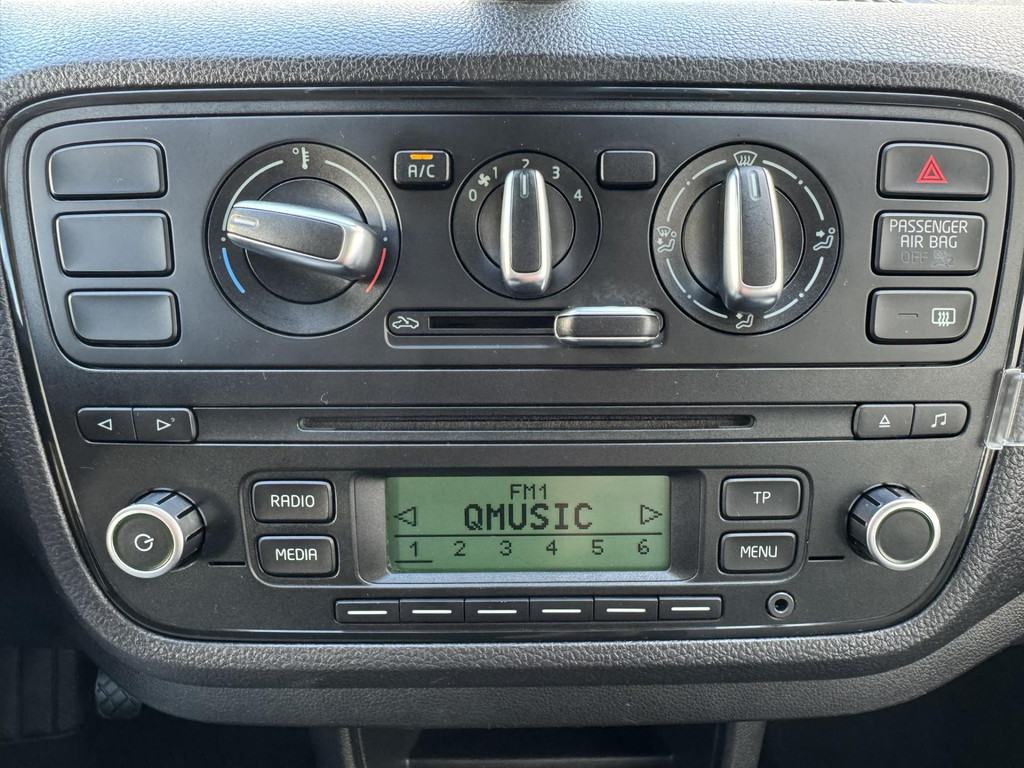 A/C
0 1 2 3 4
PASSENGER
AIR BAG
OFF
RADIO
MEDIA
FM1
QMUSIC
1 2 3 4 5 6
TP
MENU